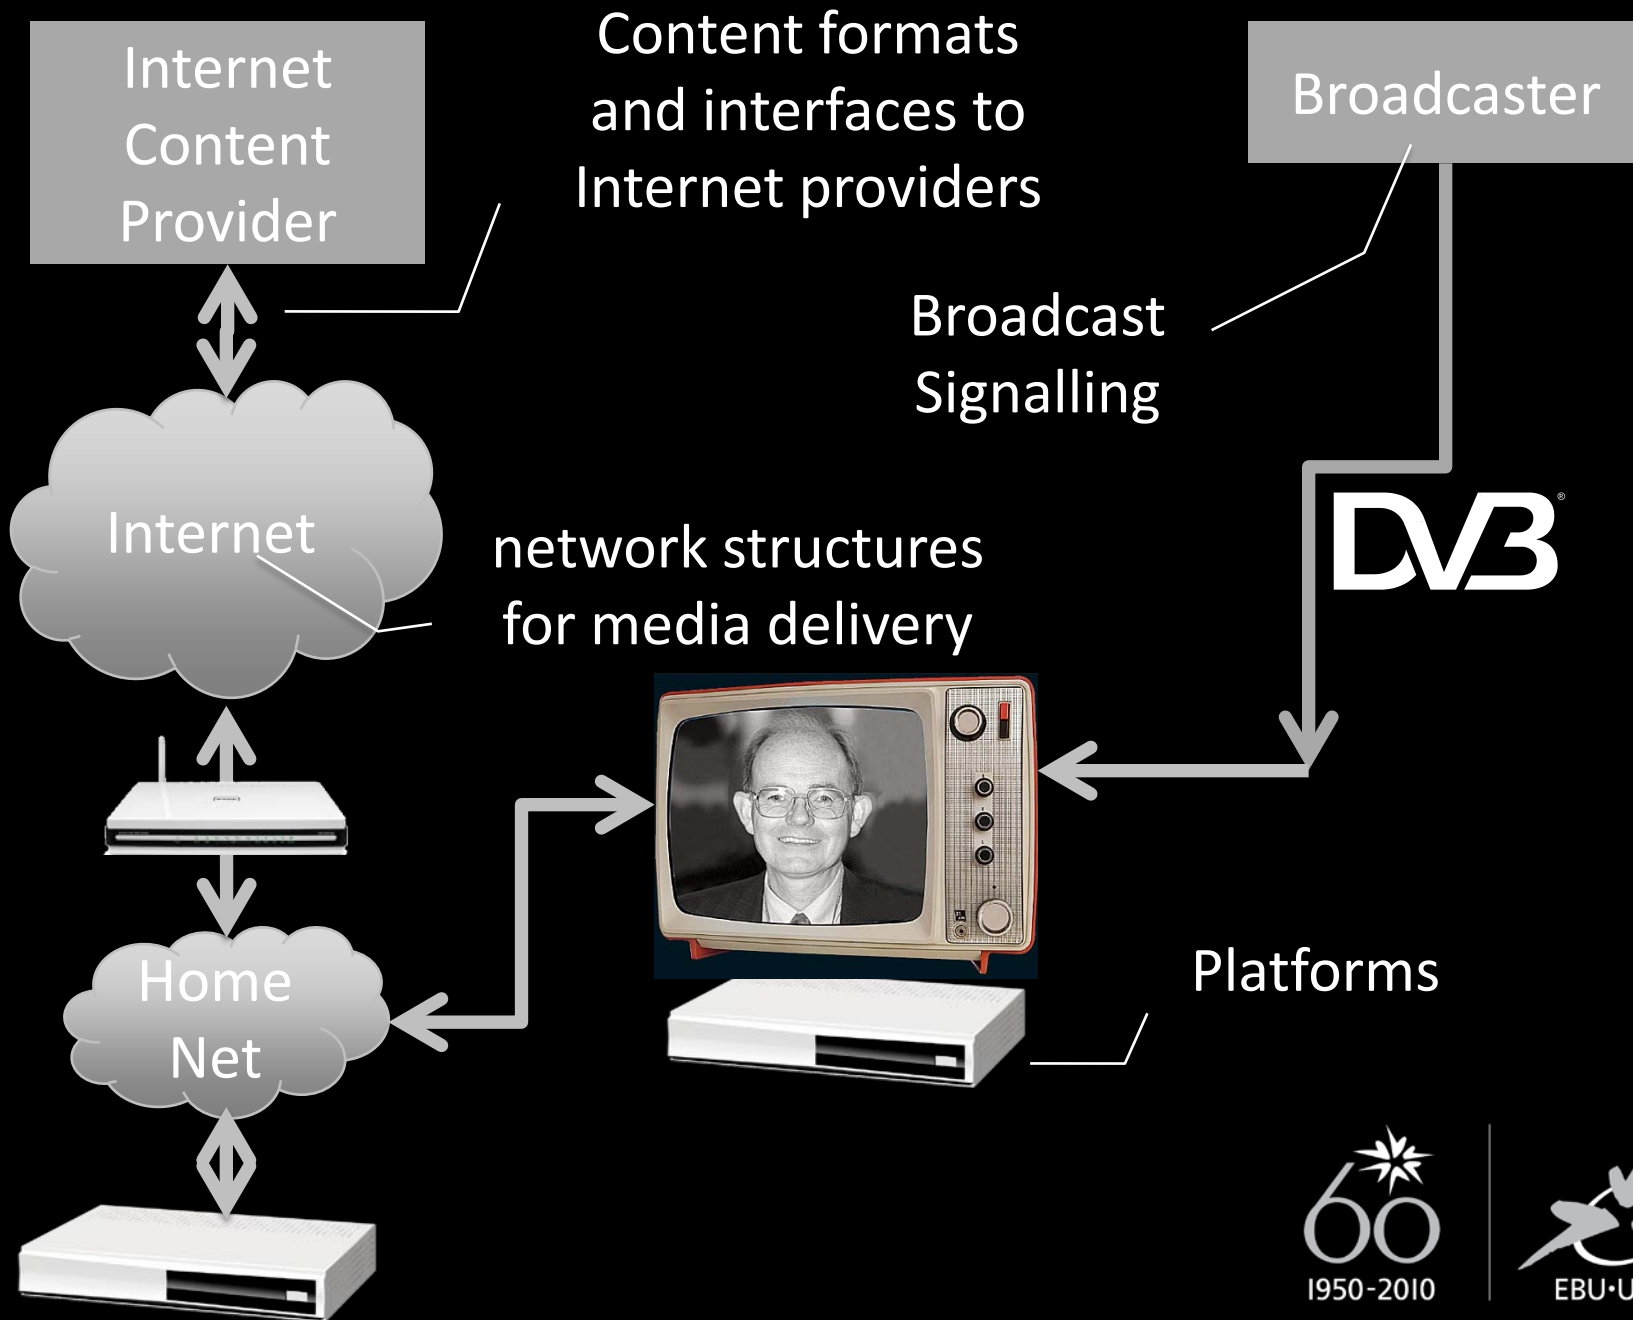 Internet
Content
Provider
Content formats
and interfaces to
Internet providers
Broadcaster
Broadcast
Signalling
Internet
network structures
for media delivery
DVB®
Home
Net
Platforms
60
1950-2010
EBU•U